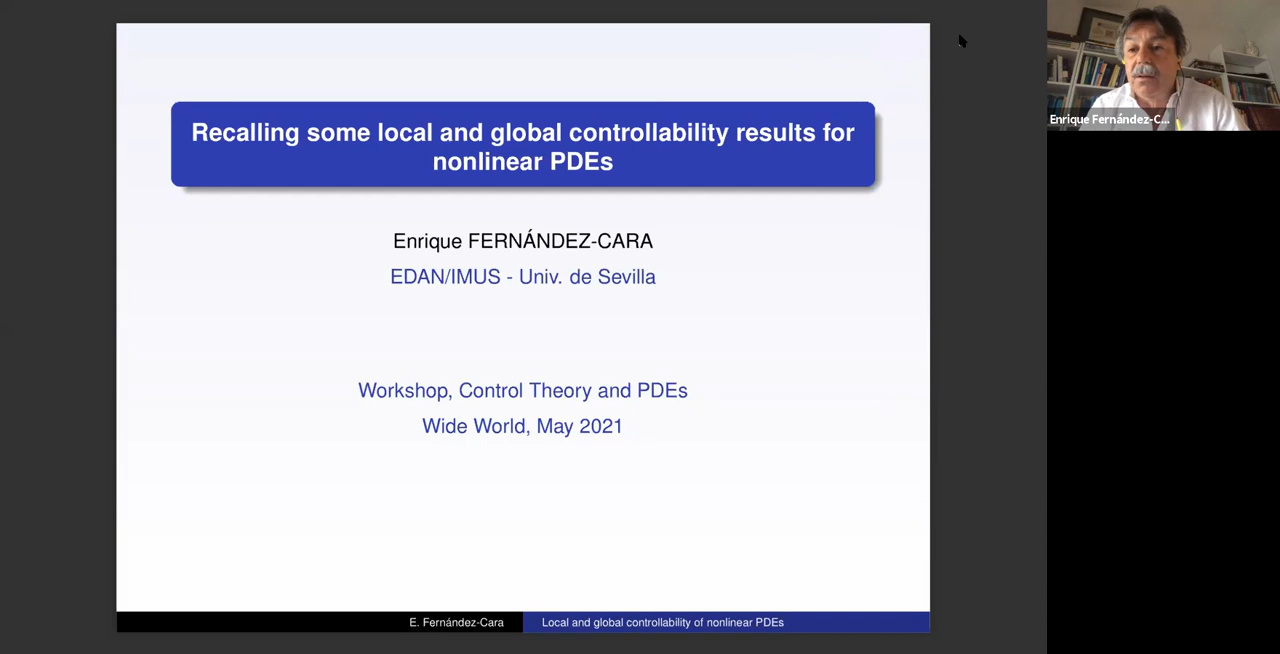 Recalling some local and global controllability results for
nonlinear PDEs
Enrique FERNÁNDEZ-CARA
EDAN/IMUS - Univ. de Sevilla
Workshop, Control Theory and PDEs
Wide World, May 2021
E. Fernández-Cara
Local and global controllability of nonlinear PDEs
Enrique Fernández-C...